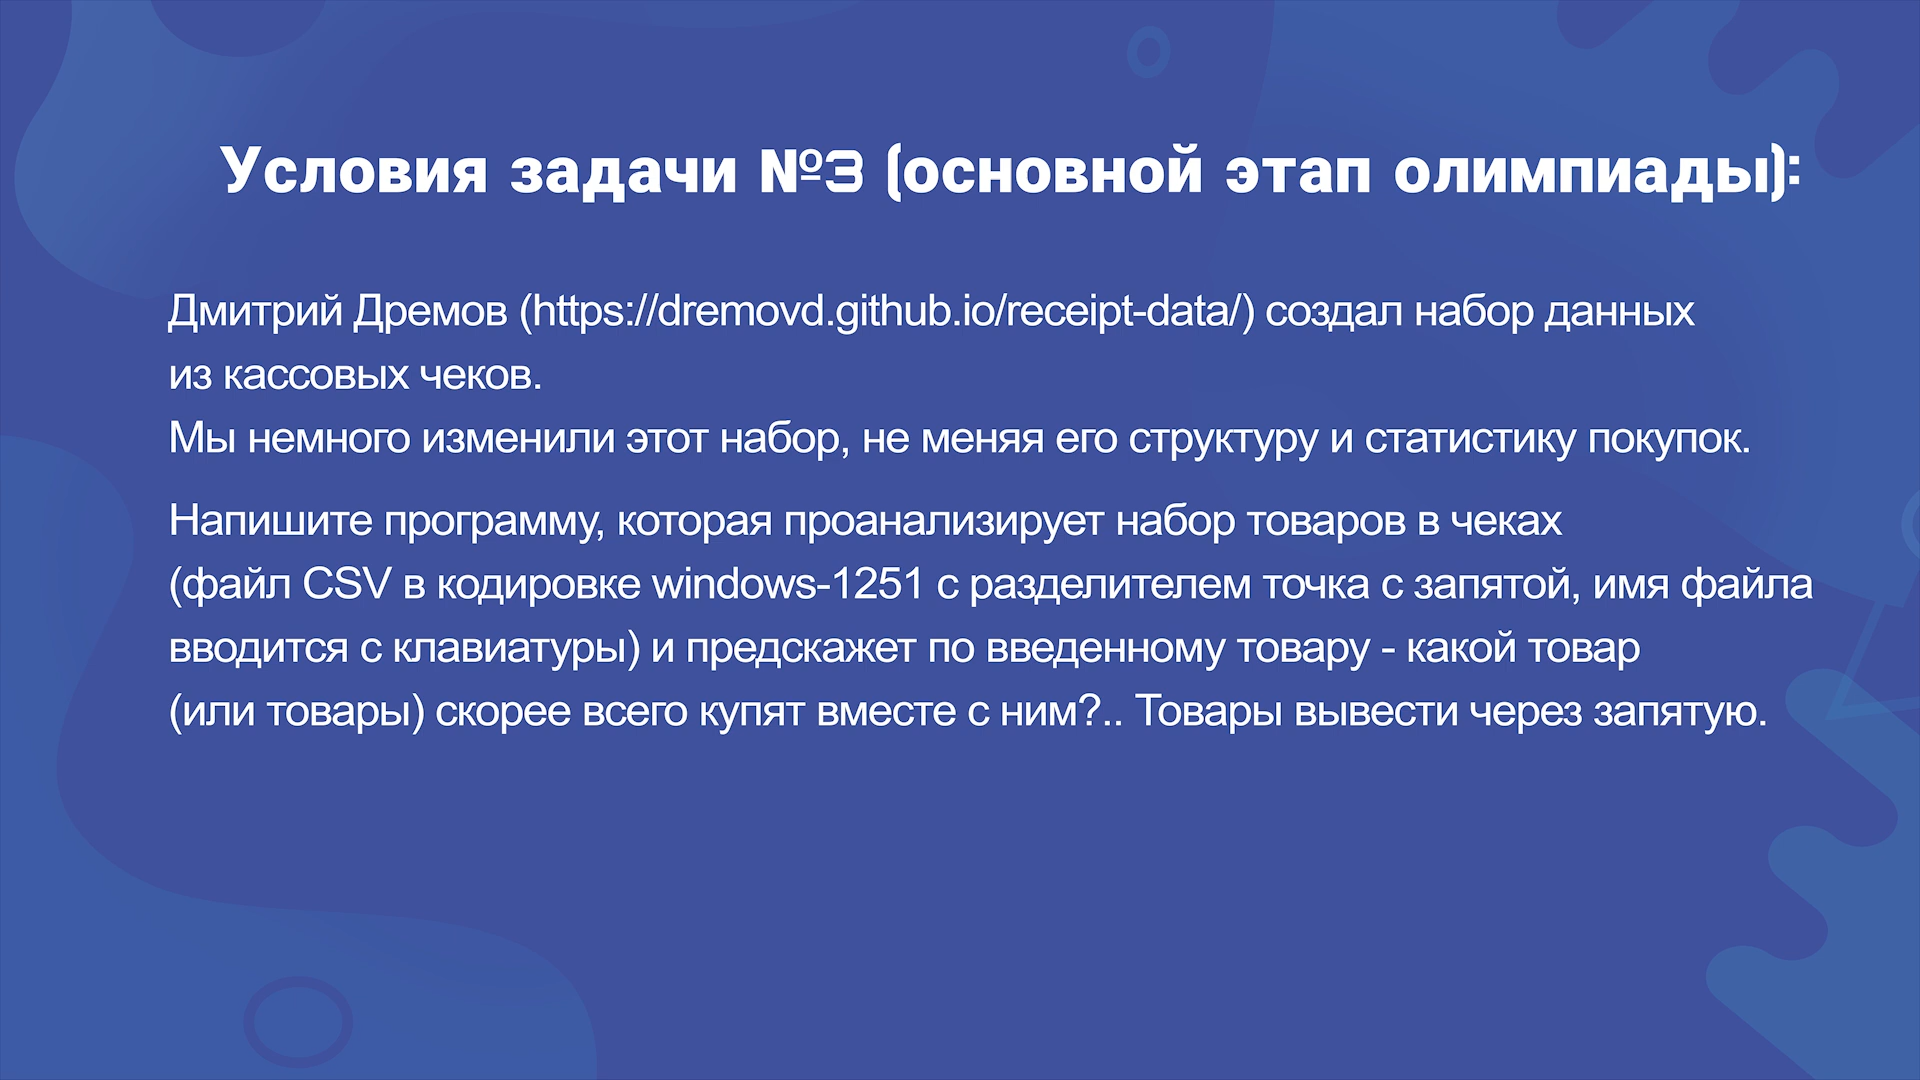 Условия задачи №3 (основной этап олимпиады):
Дмитрий Дремов (https://dremovd.github.io/receipt-data/) создал набор данных
из кассовых чеков.
Мы немного изменили этот набор, не меняя его структуру и статистику покупок.
Напишите программу, которая проанализирует набор товаров в чеках
(файл CSV в кодировке windows-1251 с разделителем точка с запятой, имя файла
вводится с клавиатуры) и предскажет по введенному товару - какой товар
(или товары) скорее всего купят вместе с ним?.. Товары вывести через запятую.